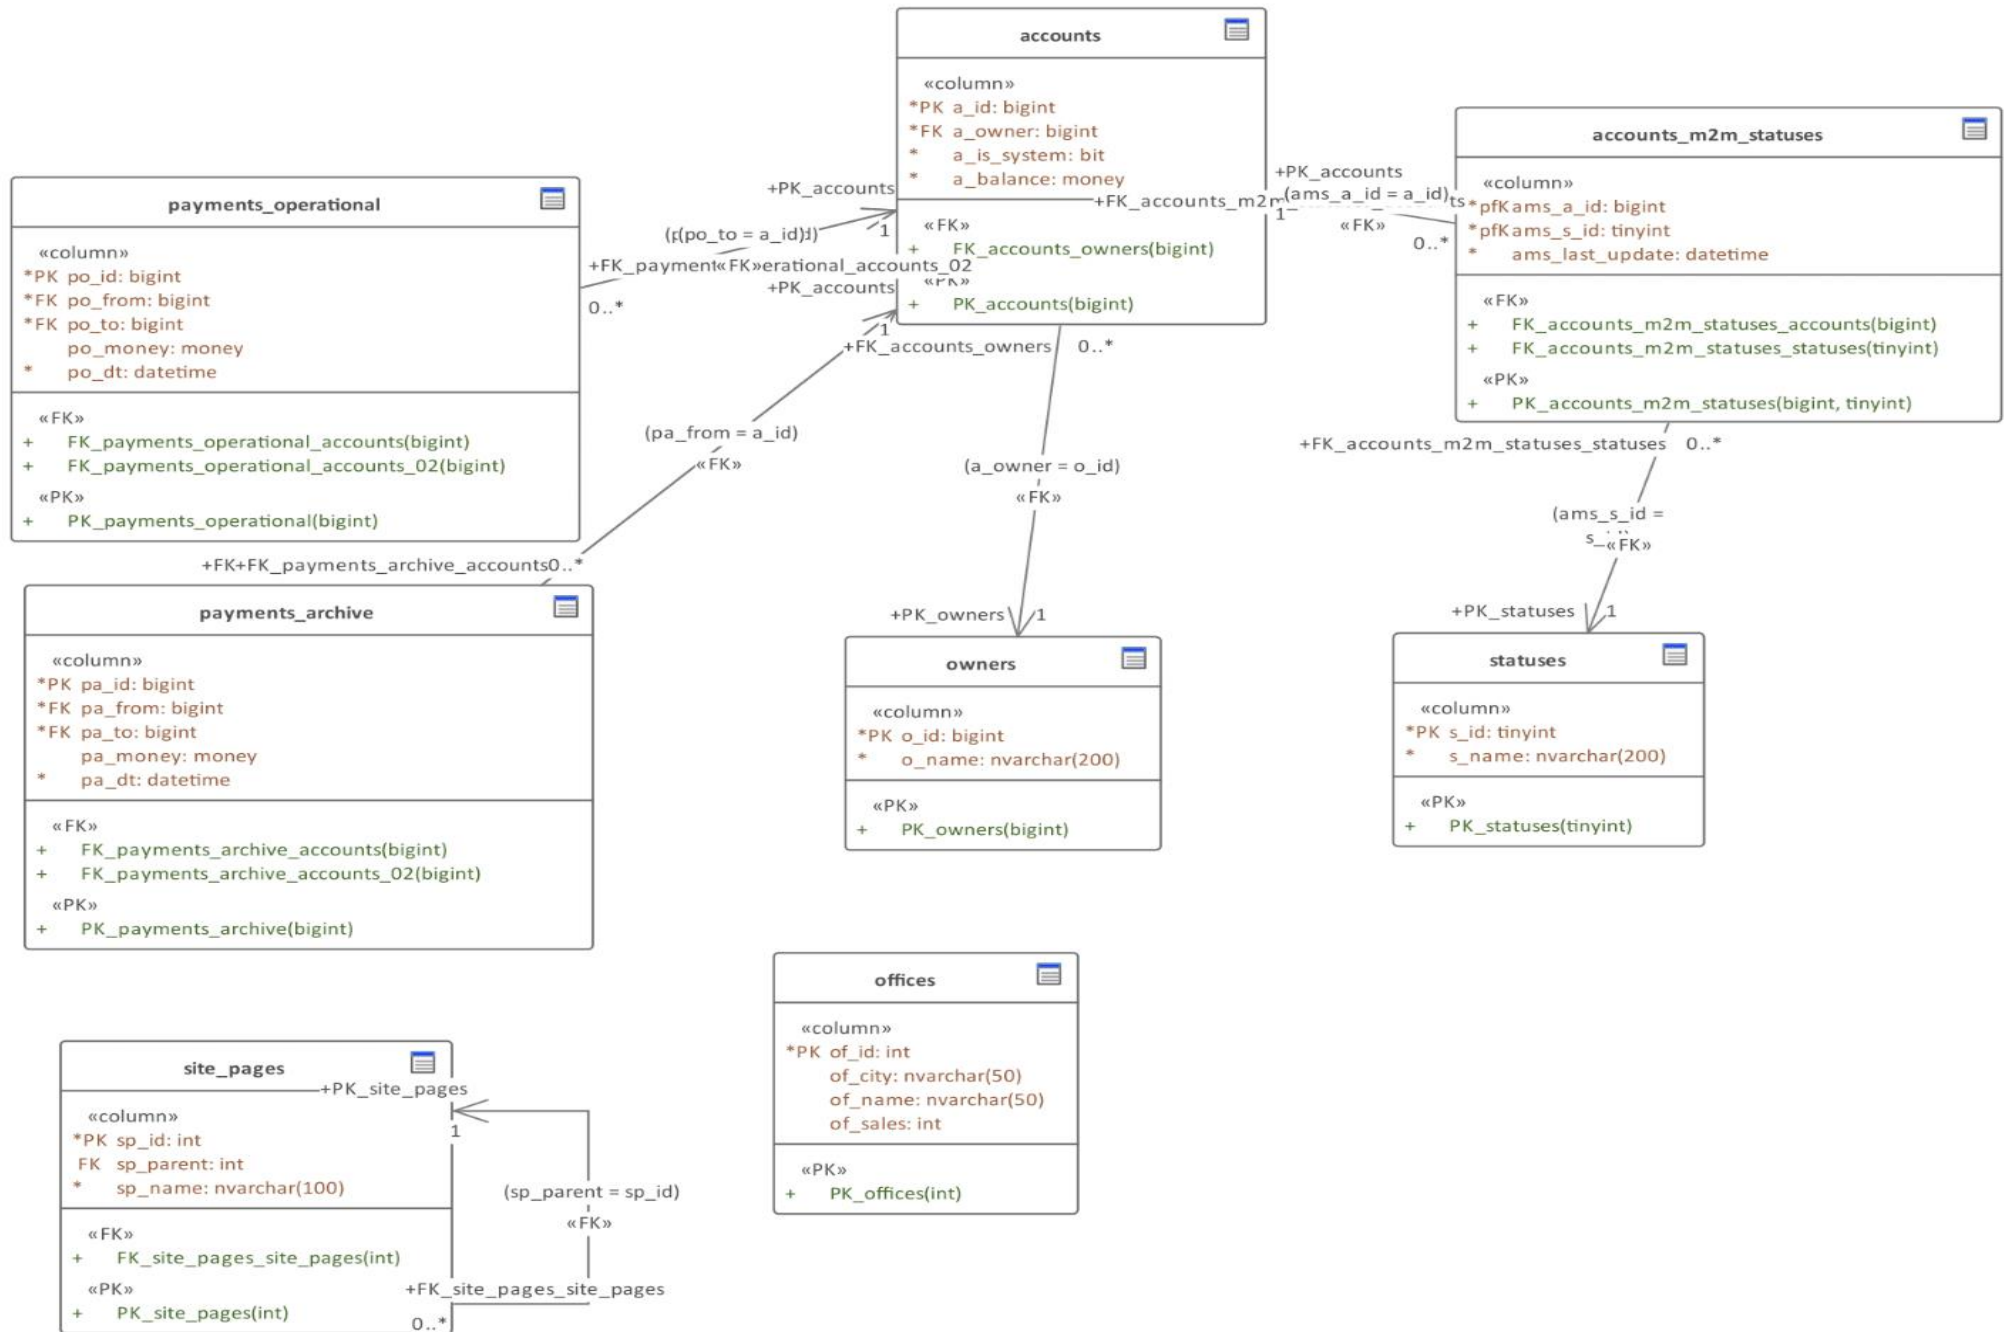 accounts
«column»
*PK a_id: bigint
*FK a_owner: bigint
* a_is_system: bit
* a_balance: money
«FK»
+ FK_accounts_owners(bigint)
«PK»
+ PK_accounts(bigint)
accounts_m2m_statuses
«column»
*pfK ams_a_id: bigint
*pfK ams_s_id: tinyint
* ams_last_update: datetime
«FK»
+ FK_accounts_m2m_statuses_accounts(bigint)
+ FK_accounts_m2m_statuses_statuses(tinyint)
«PK»
+ PK_accounts_m2m_statuses(bigint, tinyint)
+PK_accounts
(ams_a_id = a_id)
+FK_accounts_m2m
ts
1
«FK»
0..*
payments_operational
«column»
*PK po_id: bigint
*FK po_from: bigint
*FK po_to: bigint
po_money: money
* po_dt: datetime
«FK»
+ FK_payments_operational_accounts(bigint)
+ FK_payments_operational_accounts_02(bigint)
«PK»
+ PK_payments_operational(bigint)
+PK_accounts
1
(po_to = a_id)
+FK_payment«FK»erational_accounts_02
0..*
+PK_accounts
1
+FK_accounts_owners 0..*
(pa_from = a_id)
«FK»
+FK+FK_payments_archive_accounts0..*
(a_owner = o_id)
«FK»
+PK_owners 1
+FK_accounts_m2m_statuses_statuses 0..*
(ams_s_id =
s_
«FK»
+PK_statuses 1
payments_archive
«column»
*PK pa_id: bigint
*FK pa_from: bigint
*FK pa_to: bigint
pa_money: money
* pa_dt: datetime
«FK»
+ FK_payments_archive_accounts(bigint)
+ FK_payments_archive_accounts_02(bigint)
«PK»
+ PK_payments_archive(bigint)
owners
«column»
*PK o_id: bigint
* o_name: nvarchar(200)
«PK»
+ PK_owners(bigint)
statuses
«column»
*PK s_id: tinyint
* s_name: nvarchar(200)
«PK»
+ PK_statuses(tinyint)
offices
«column»
*PK of_id: int
of_city: nvarchar(50)
of_name: nvarchar(50)
of_sales: int
«PK»
+ PK_offices(int)
site_pages
+PK_site_pages
1
«column»
*PK sp_id: int
FK sp_parent: int
* sp_name: nvarchar(100)
«FK»
+ FK_site_pages_site_pages(int)
«PK»
+ PK_site_pages(int)
(sp_parent = sp_id)
«FK»
+FK_site_pages_site_pages
0..*